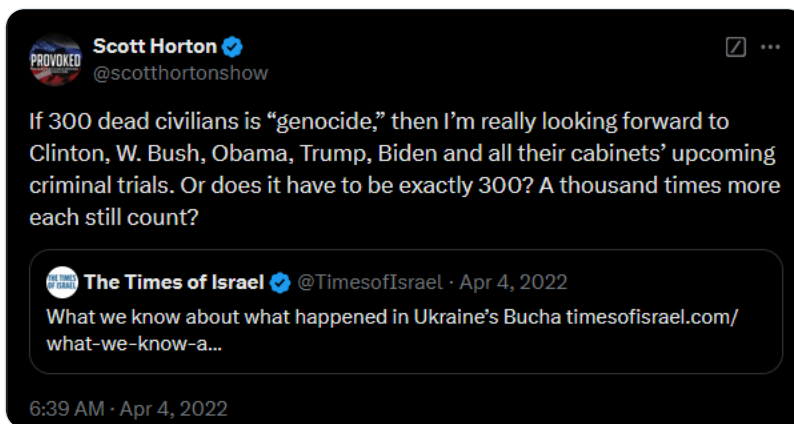 PROVOKED
Scott Horton
@scotthortonshow
If 300 dead civilians is “genocide,” then I’m really looking forward to
Clinton, W. Bush, Obama, Trump, Biden and all their cabinets’ upcoming
criminal trials. Or does it have to be exactly 300? A thousand times more
each still count?
THE TIMES
OF ISRAEL
The Times of Israel @TimesofIsrael · Apr 4, 2022
What we know about what happened in Ukraine’s Bucha timesofisrael.com/
what-we-know-a...
6:39 AM · Apr 4, 2022